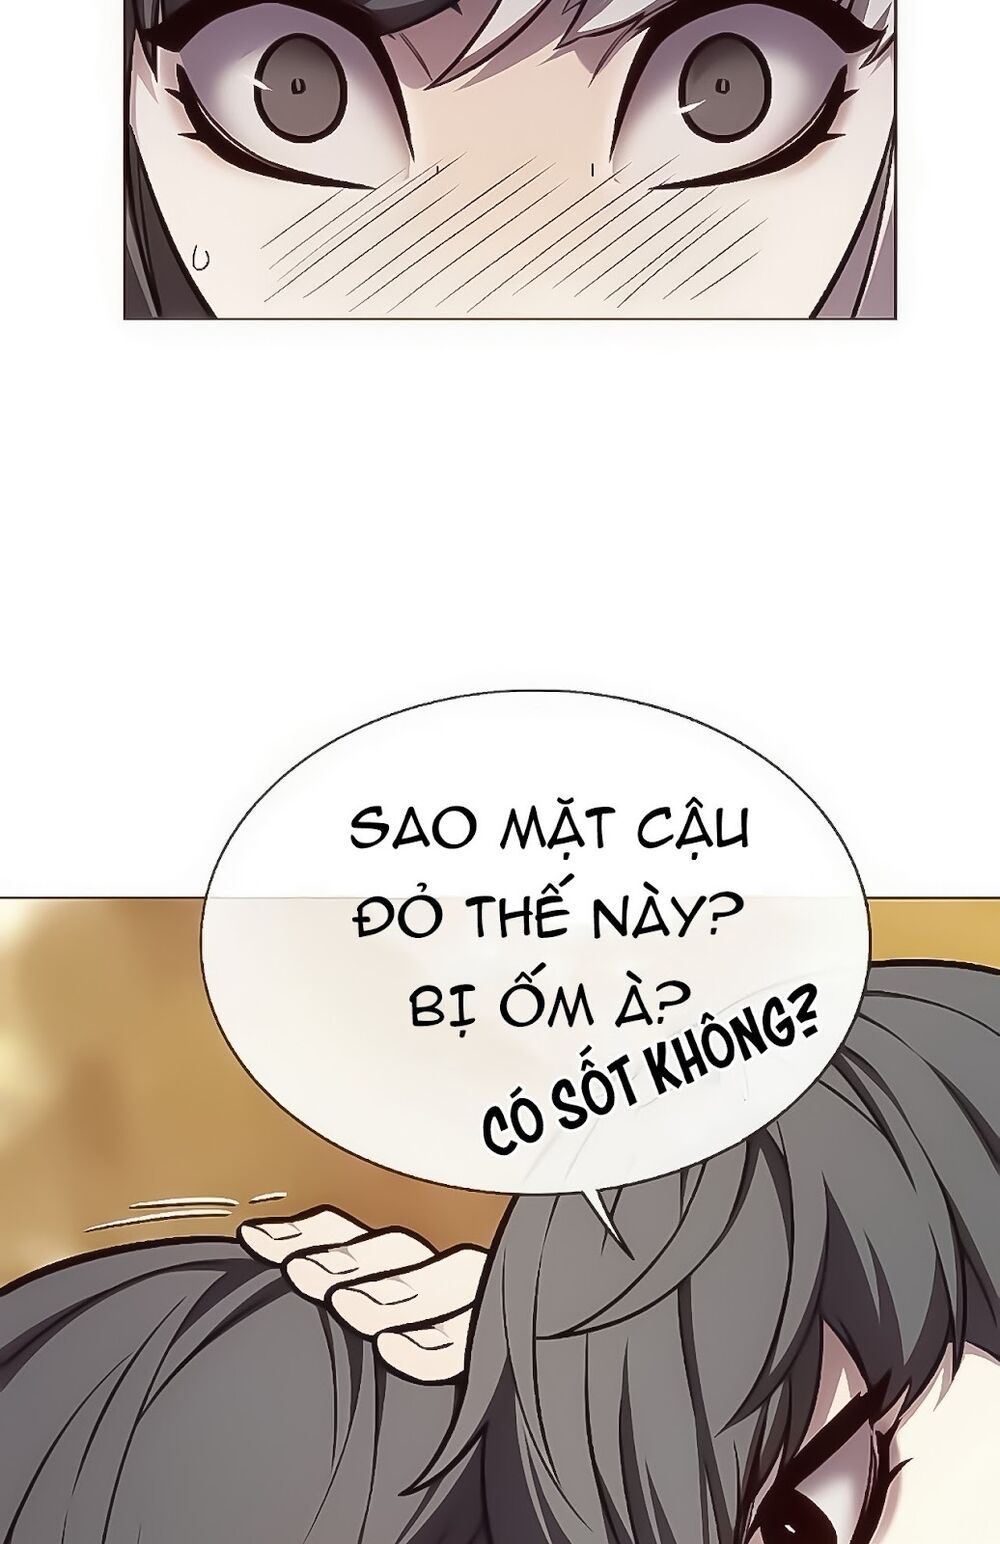 SAO MẶT CẬU
ĐỎ THẾ NÀY?
BỊ ỐM À?
CÓ SỐT KHÔNG?